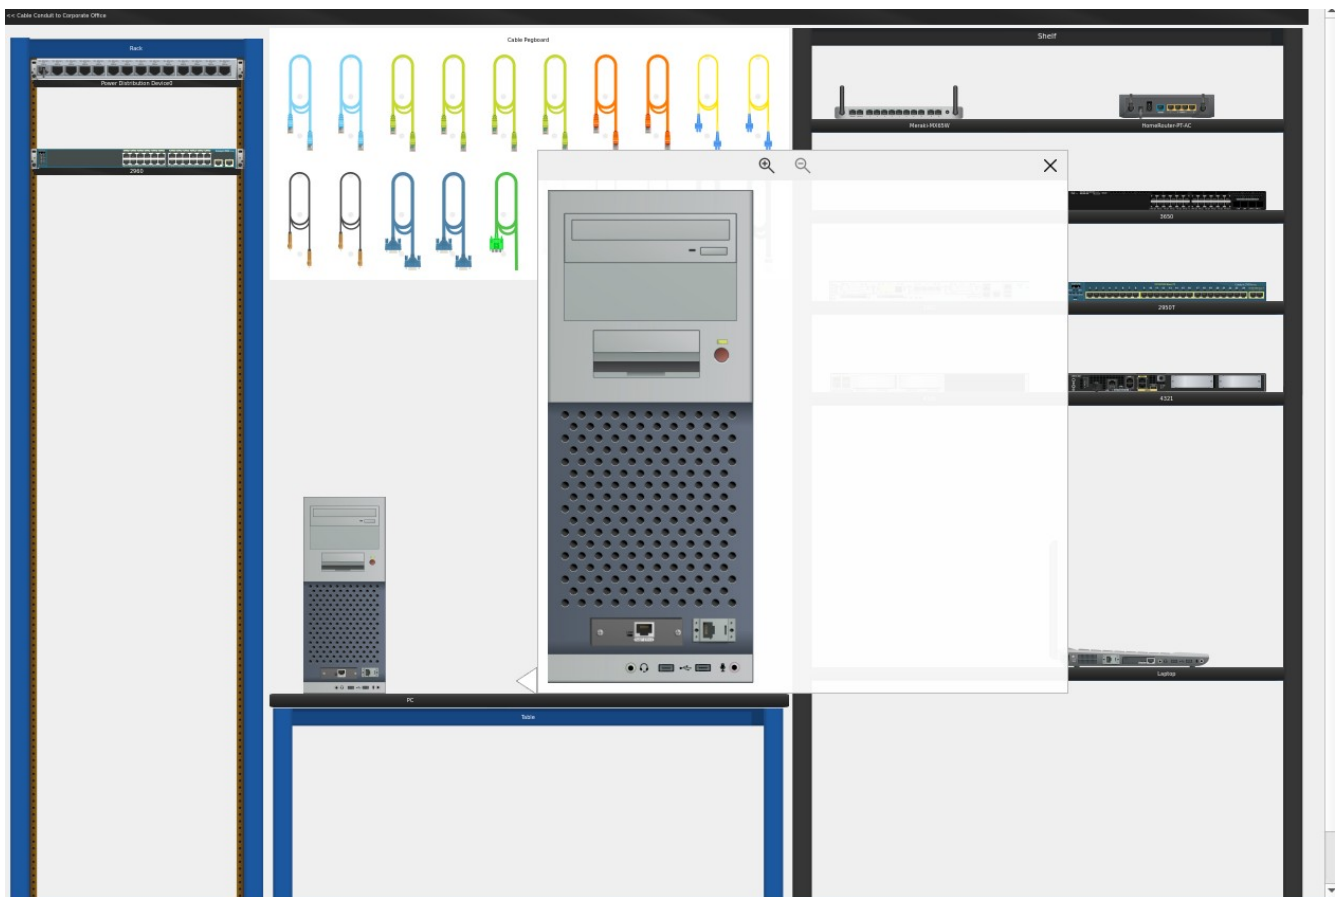 << Cable Conduit to Corporate Office
Rack
Power Distribution Device0
2960
Cable Pegboard
Shelf
Meraki-MX65W
HomeRouter-PT-AC
3650
2950T
4321
Laptop
PC
Table